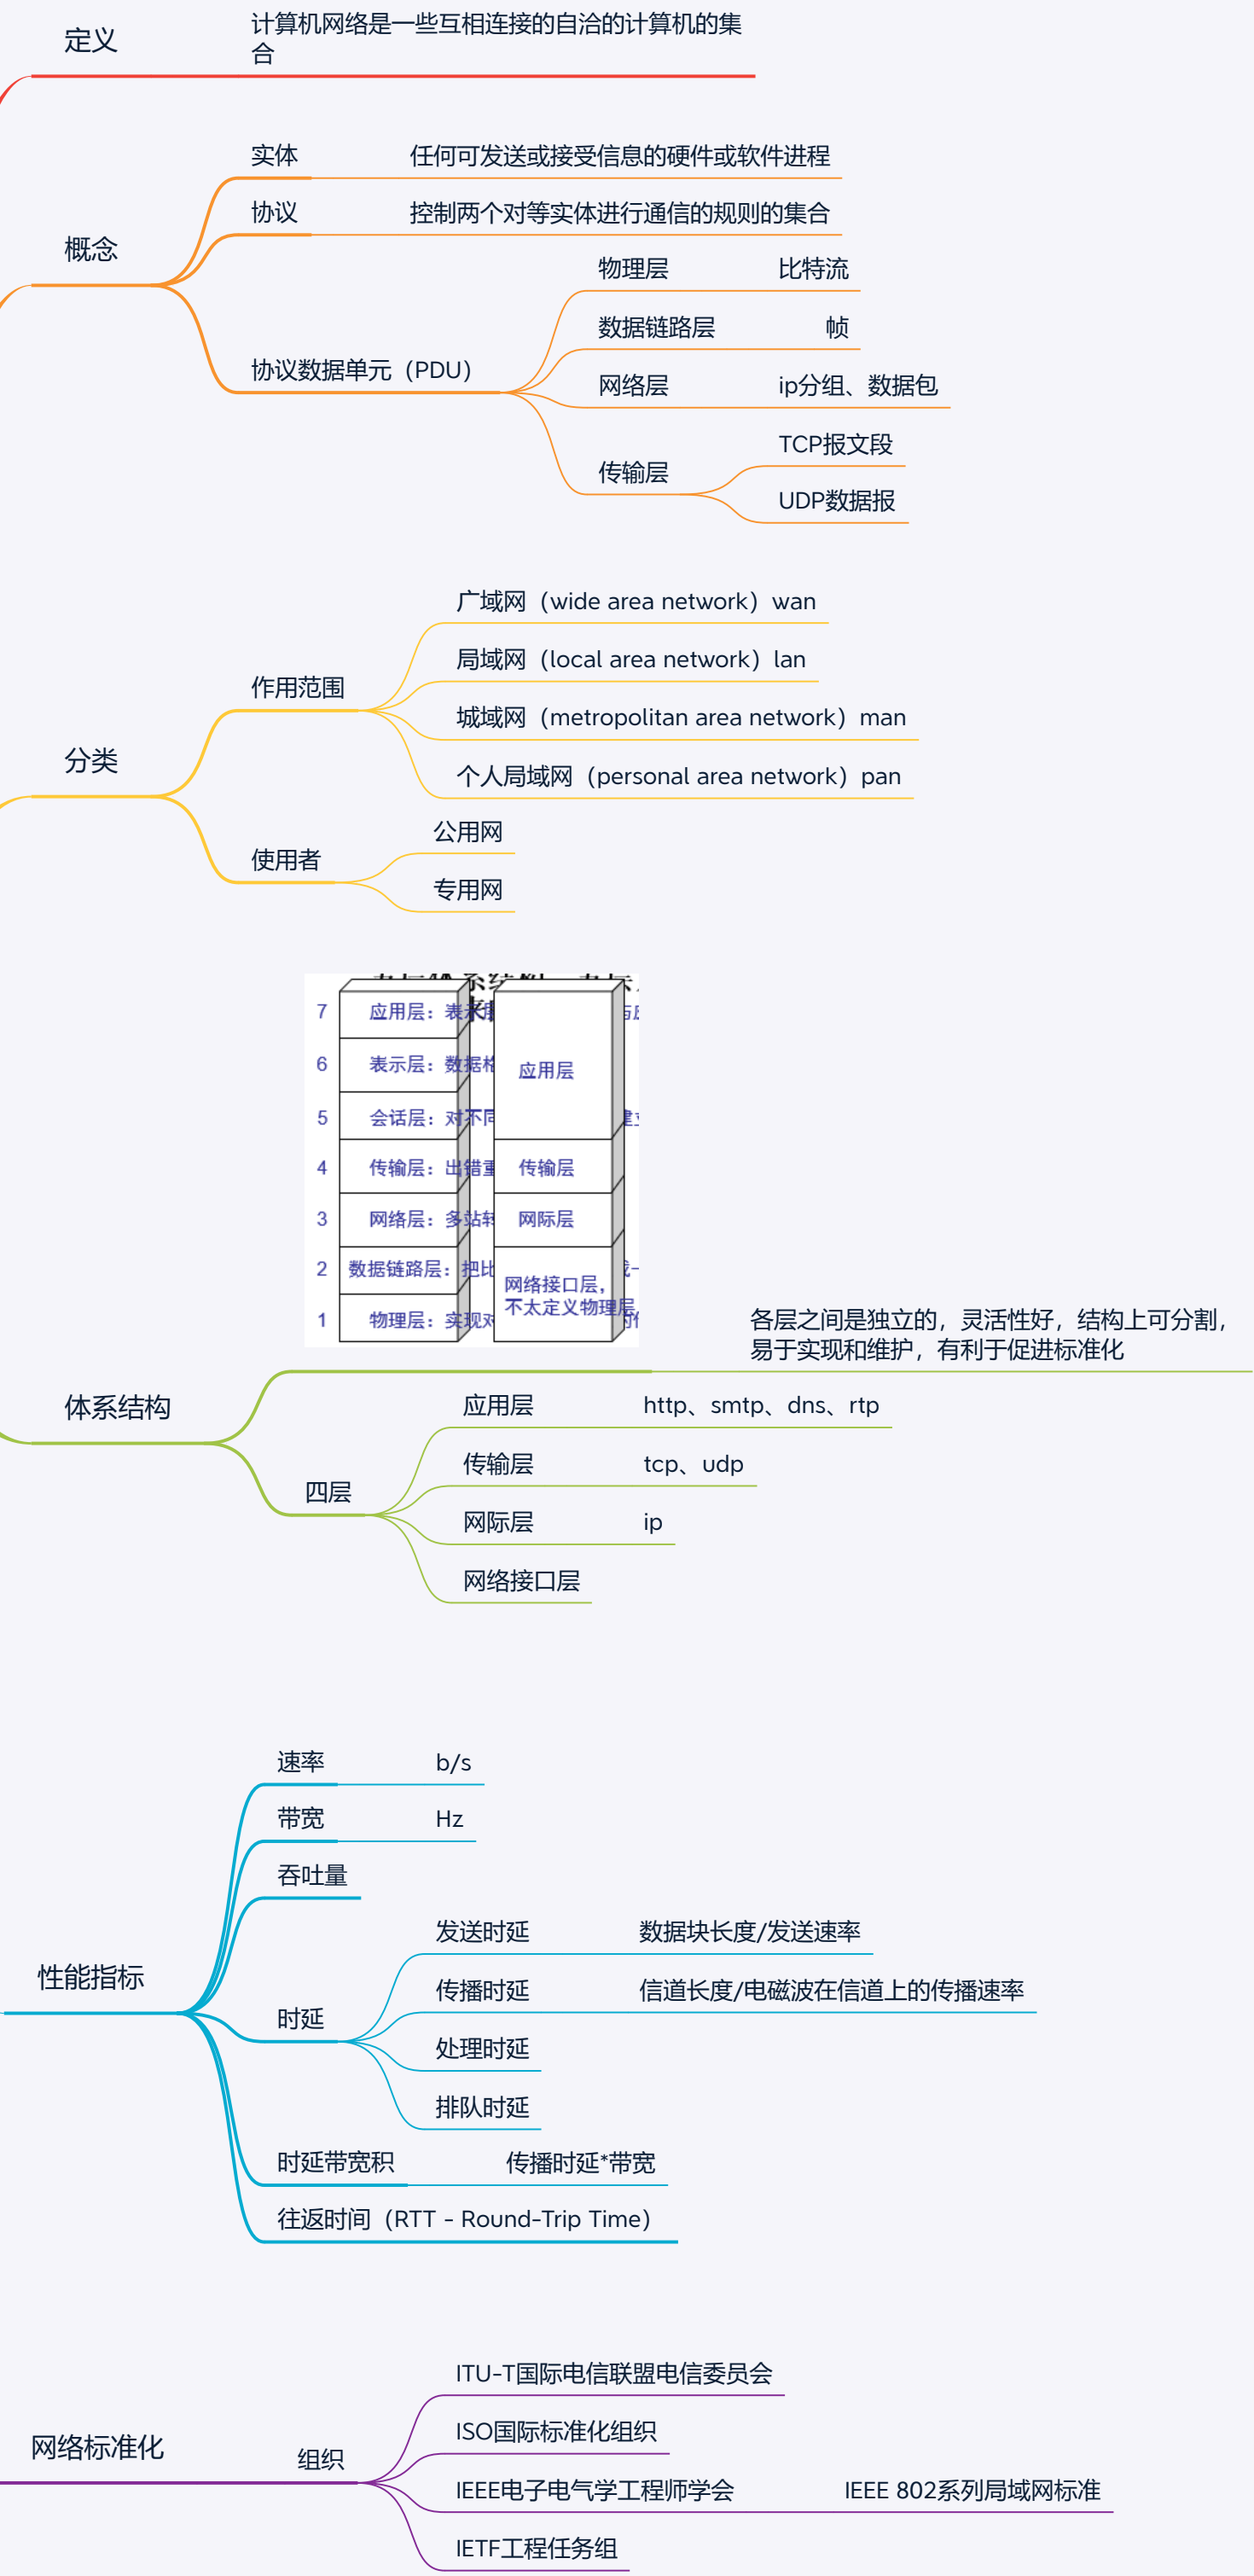 定义
计算机网络是一些互相连接的自洽的计算机的集
合
概念
实体
任何可发送或接受信息的硬件或软件进程
协议
控制两个对等实体进行通信的规则的集合
协议数据单元（PDU）
物理层
比特流
数据链路层
帧
网络层
ip分组、数据包
传输层
TCP报文段
UDP数据报
分类
作用范围
广域网（wide area network）wan
局域网（local area network）lan
城域网（metropolitan area network）man
个人局域网（personal area network）pan
使用者
公用网
专用网
体系结构
7 应用层：表示层
6 表示层：数据格
5 会话层：对不同
4 传输层：出错重
3 网络层：多站转
2 数据链路层：把比
1 物理层：实现对
应用层
传输层
网际层
网络接口层，
不太定义物理层
各层之间是独立的，灵活性好，结构上可分割，
易于实现和维护，有利于促进标准化
四层
应用层
http、smtp、dns、rtp
传输层
tcp、udp
网际层
ip
网络接口层
性能指标
速率
b/s
带宽
Hz
吞吐量
时延
发送时延
数据块长度/发送速率
传播时延
信道长度/电磁波在信道上的传播速率
处理时延
排队时延
时延带宽积
传播时延*带宽
往返时间（RTT - Round-Trip Time）
网络标准化
组织
ITU-T国际电信联盟电信委员会
ISO国际标准化组织
IEEE电子电气学工程师学会
IEEE 802系列局域网标准
IETF工程任务组